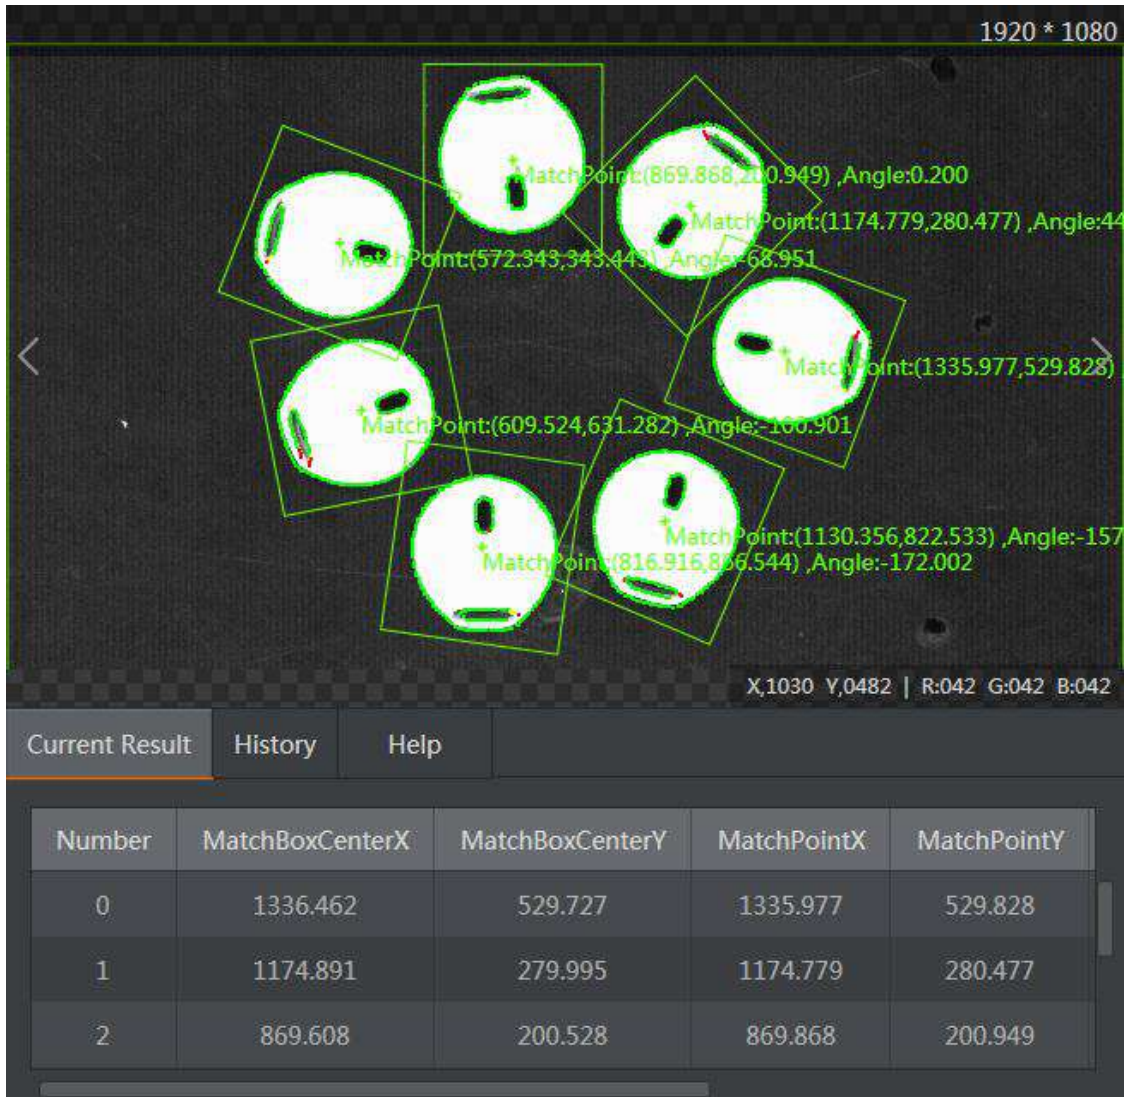 1920 * 1080
MatchPoint:(869.868,200.949) ,Angle:0.200
MatchPoint:(1174.779,280.477) ,Angle:44
MatchPoint:(572.343,343.443) ,Angle:-68.951
MatchPoint:(1335.977,529.828) ,
MatchPoint:(609.524,631.282) ,Angle:-100.901
MatchPoint:(1130.356,822.533) ,Angle:-157
MatchPoint:(816.916,866.544) ,Angle:-172.002
X,1030 Y,0482 | R:042 G:042 B:042
Current Result History Help
Number MatchBoxCenterX MatchBoxCenterY MatchPointX MatchPointY
0 1336.462 529.727 1335.977 529.828
1 1174.891 279.995 1174.779 280.477
2 869.608 200.528 869.868 200.949